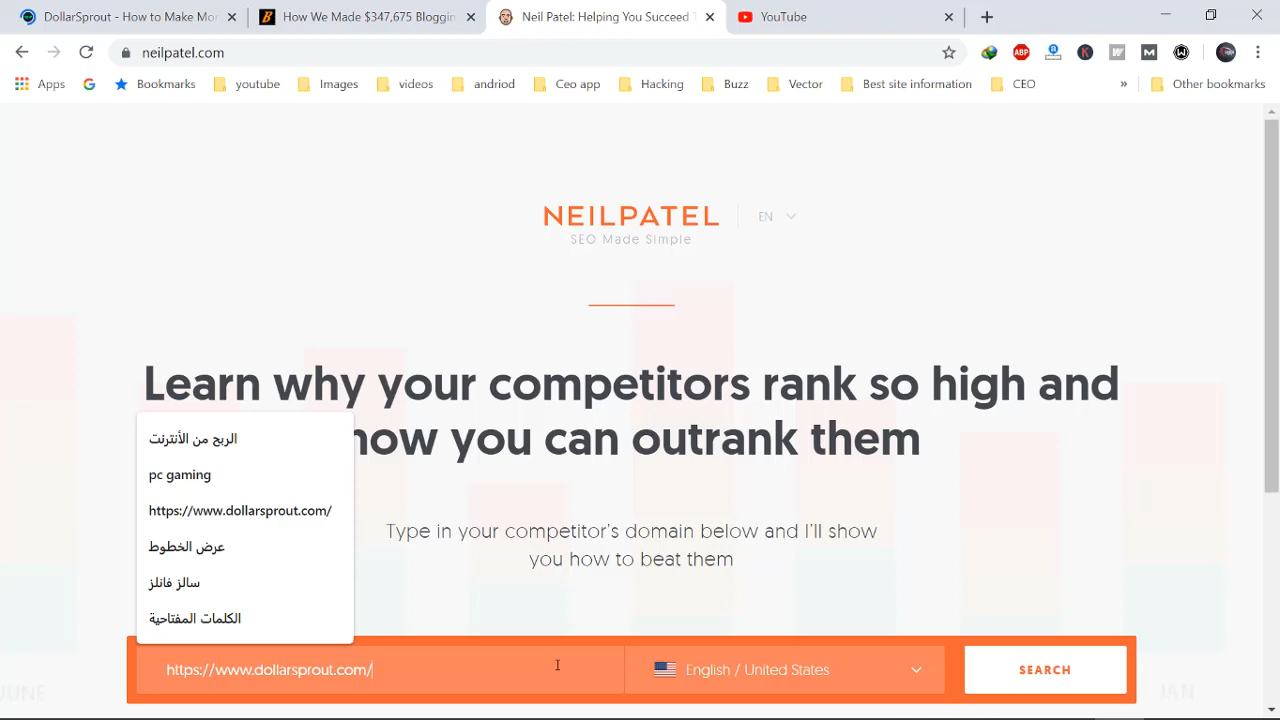 DollarSprout - How to Make Mor
How We Made $347,675 Bloggin
Neil Patel: Helping You Succeed T
YouTube
neilpatel.com
ABP
K
W
M
Apps
Bookmarks
youtube
Images
videos
andriod
Ceo app
Hacking
Buzz
Vector
Best site information
CEO
»
Other bookmarks
NEILPATEL
EN
SEO Made Simple
Learn why your competitors rank so high and
how you can outrank them
Type in your competitor's domain below and I'll show
you how to beat them
الربح من الأنترنت
pc gaming
https://www.dollarsprout.com/
عرض الخطوط
سالز فانلز
الكلمات المفتاحية
https://www.dollarsprout.com/
English / United States
SEARCH
JUNE
JAN